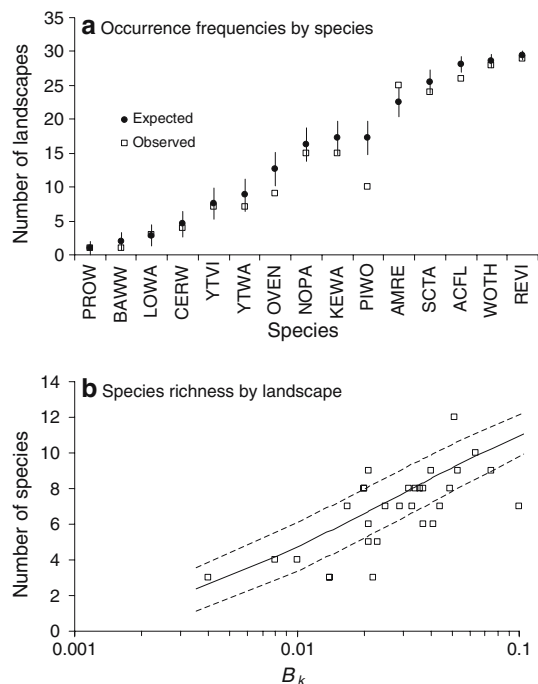 a Occurrence frequencies by species
35
30
25
20
15
10
5
0
Number of landscapes
Expected
Observed
PROW
BAWW
LOWA
CERW
YTVI
YTWA
OVEN
NOPA
KEWA
PIWO
AMRE
SCTA
ACFL
WOTH
REVI
Species
b Species richness by landscape
14
12
10
8
6
4
2
0
Number of species
0.001
0.01
0.1
Bk